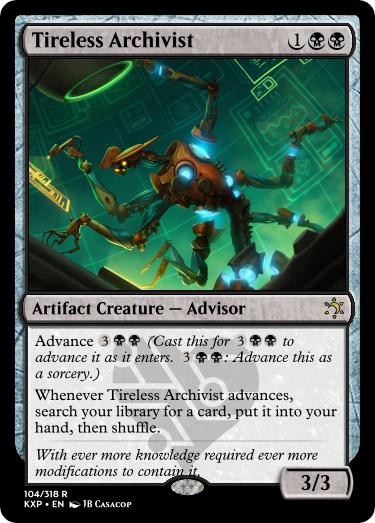 Tireless Archivist 1
Artifact Creature — Advisor
Advance 3 (Cast this for 3 to
advance it as it enters. 3 : Advance this as
a sorcery.)
Whenever Tireless Archivist advances,
search your library for a card, put it into your
hand, then shuffle.
With ever more knowledge required ever more
modifications to contain it.
3/3
104/318 R
KXP • EN JB Casacop